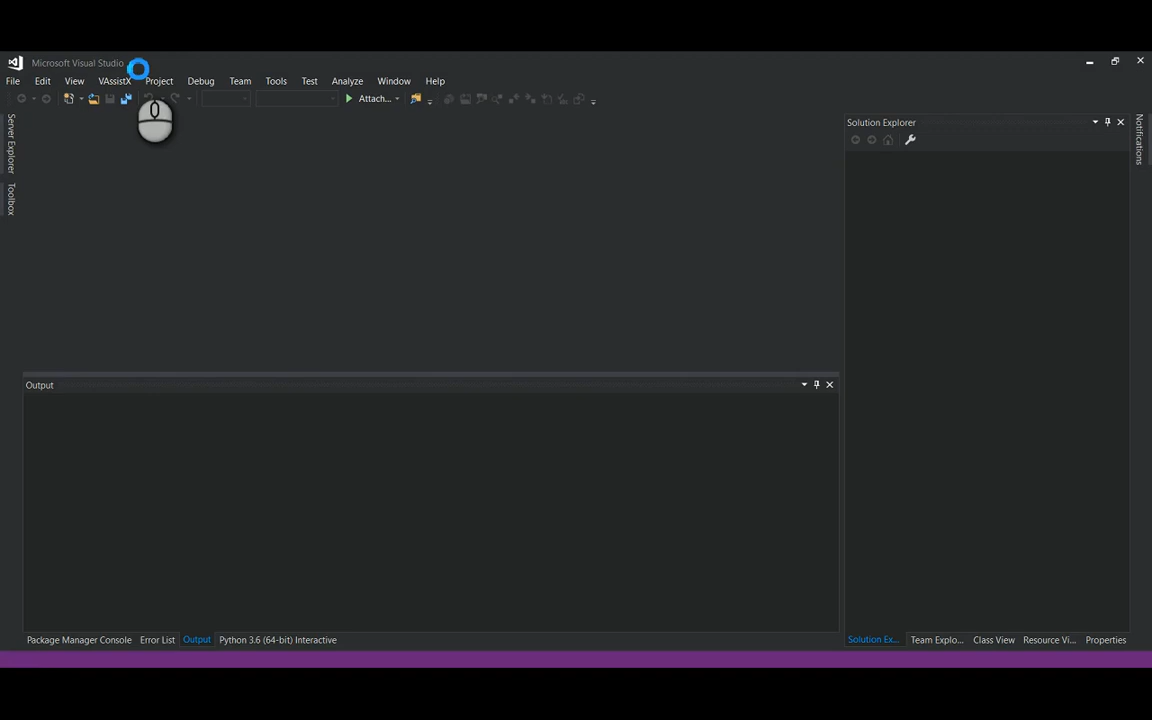 Microsoft Visual Studio
File Edit View VAssistX Project Debug Team Tools Test Analyze Window Help
Attach...
Server Explorer
Toolbox
Solution Explorer
Notifications
Output
Package Manager Console Error List Output Python 3.6 (64-bit) Interactive
Solution Ex... Team Explo... Class View Resource Vi... Properties